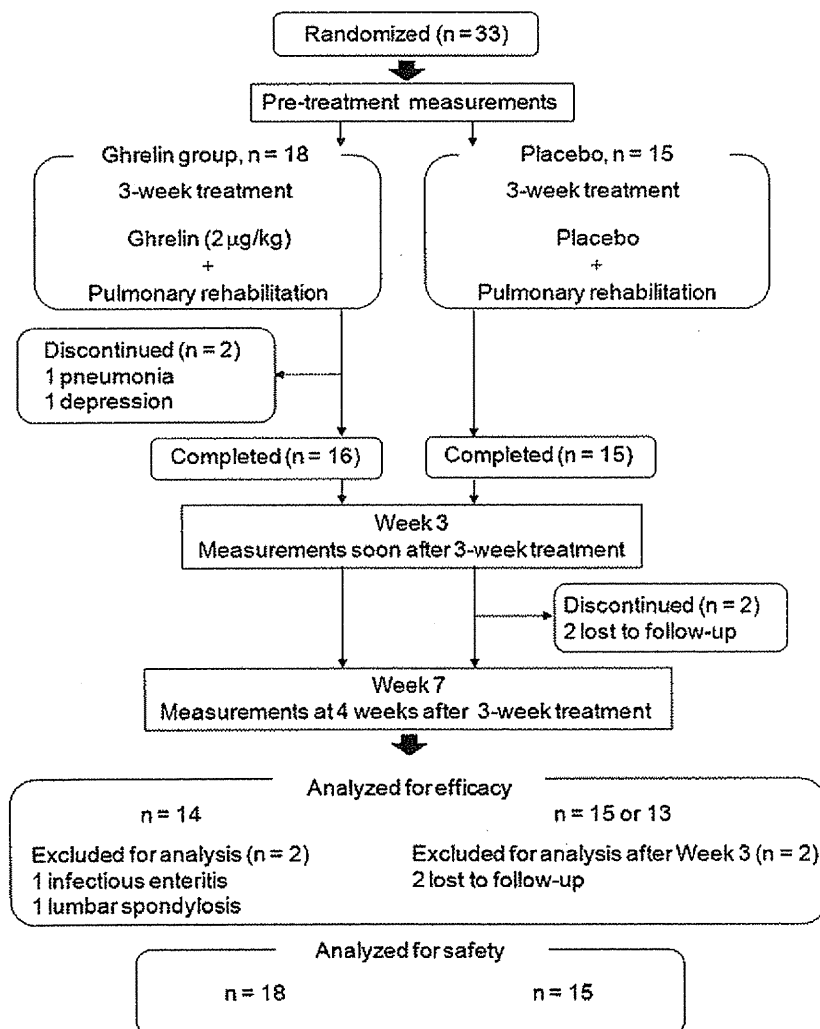 Randomized (n = 33)
Pre-treatment measurements
Ghrelin group, n = 18
3-week treatment
Ghrelin (2 µg/kg)
+
Pulmonary rehabilitation
Placebo, n = 15
3-week treatment
Placebo
+
Pulmonary rehabilitation
Discontinued (n = 2)
1 pneumonia
1 depression
Completed (n = 16)
Completed (n = 15)
Week 3
Measurements soon after 3-week treatment
Discontinued (n = 2)
2 lost to follow-up
Week 7
Measurements at 4 weeks after 3-week treatment
Analyzed for efficacy
n = 14
Excluded for analysis (n = 2)
1 infectious enteritis
1 lumbar spondylosis
n = 15 or 13
Excluded for analysis after Week 3 (n = 2)
2 lost to follow-up
Analyzed for safety
n = 18
n = 15